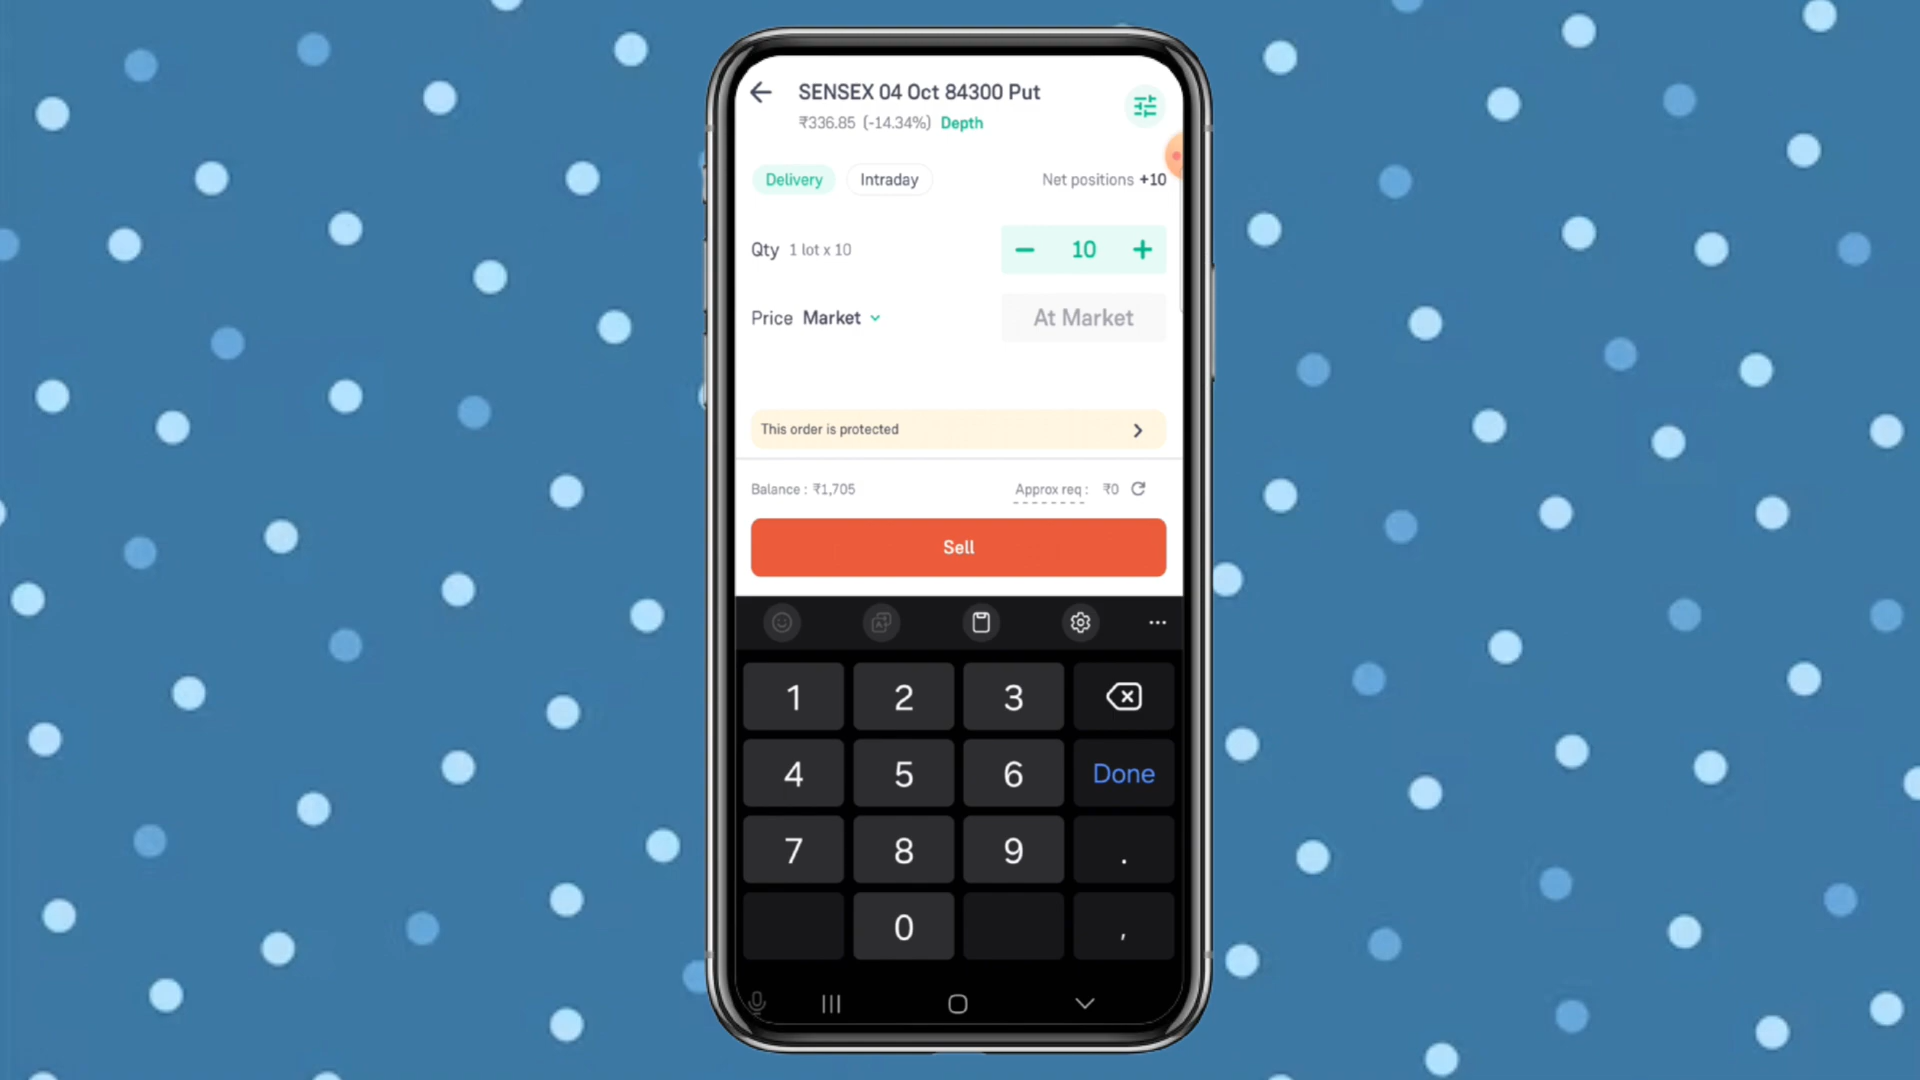 SENSEX 04 Oct 84300 Put
₹336.85 (-14.34%) Depth
Delivery Intraday Net positions +10
Qty 1 lot x 10 10
Price Market At Market
This order is protected
Balance : ₹1,705 Approx req : ₹0
Sell
1 2 3
4 5 6 Done
7 8 9 .
0 ,